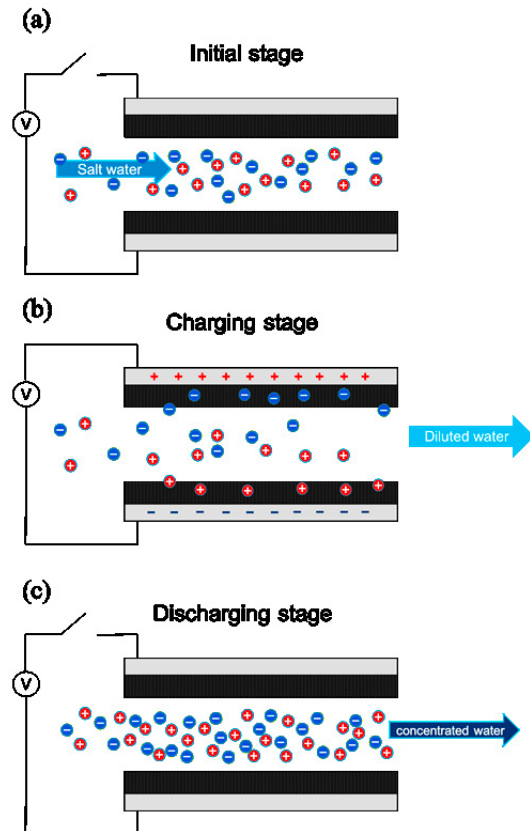 (a)
Initial stage
V
Salt water
(b)
Charging stage
V
Diluted water
(c)
Discharging stage
V
concentrated water